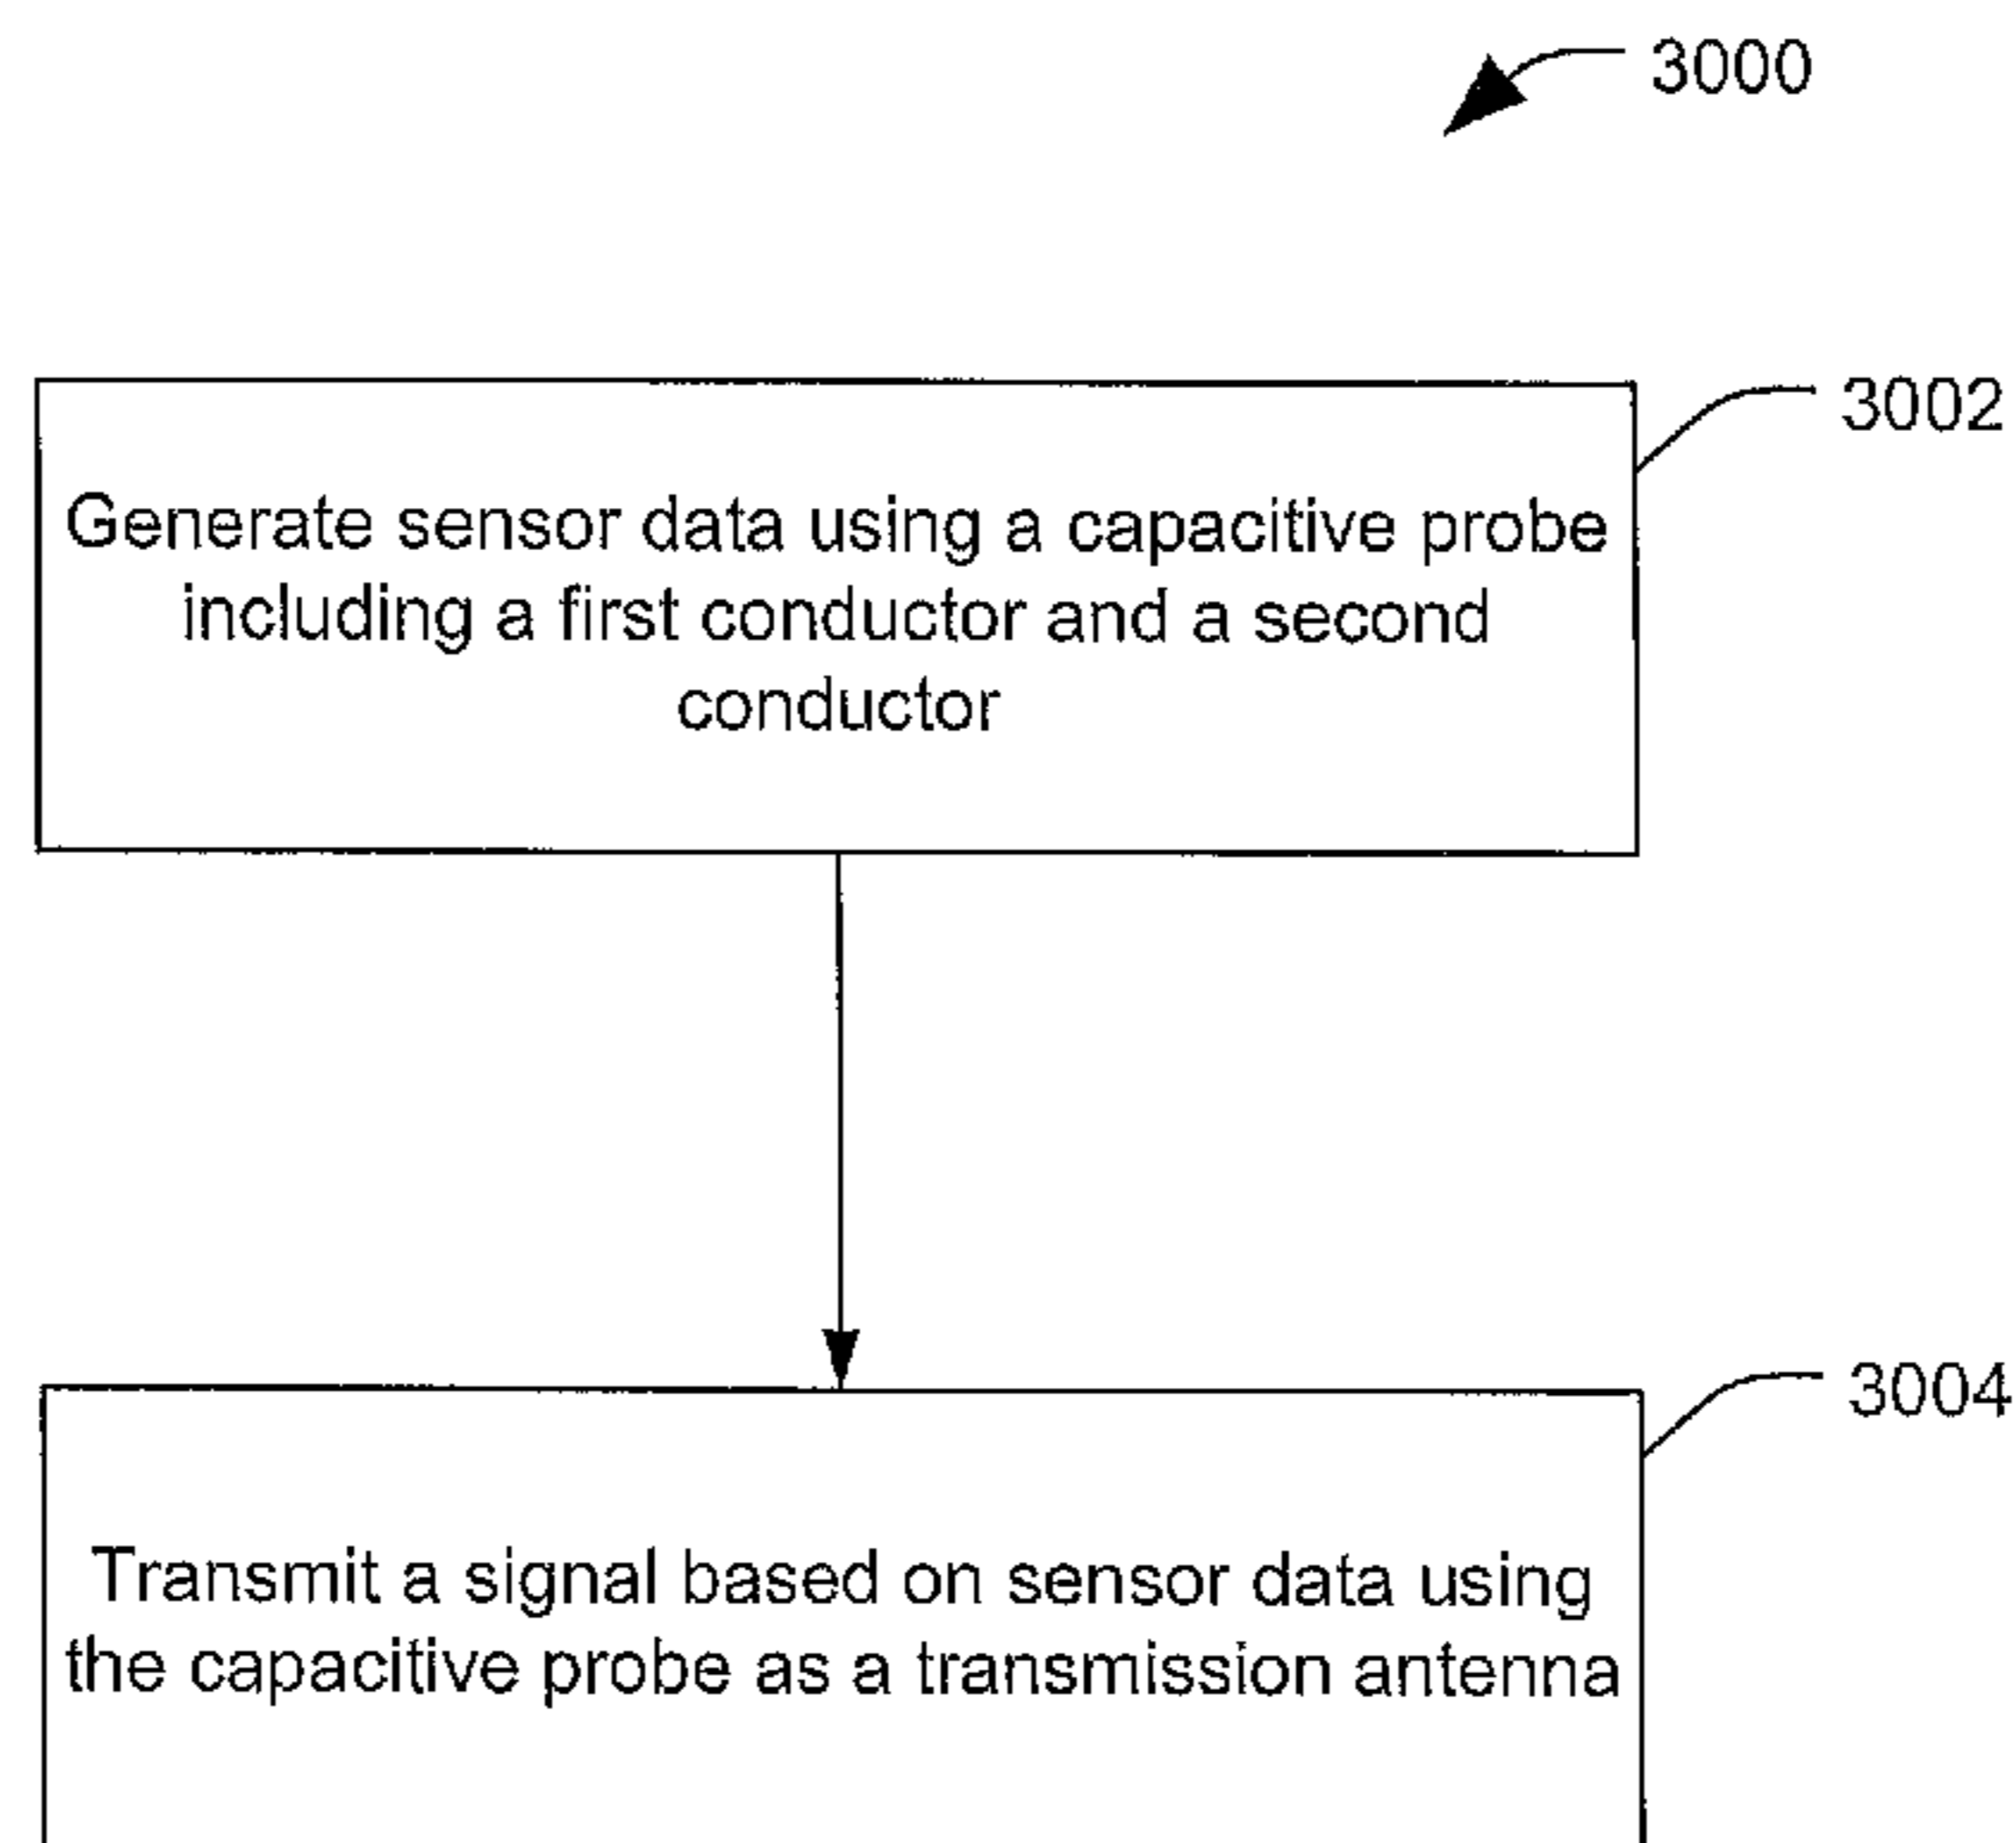 3000
3002
Generate sensor data using a capacitive probe
including a first conductor and a second
conductor
3004
Transmit a signal based on sensor data using
the capacitive probe as a transmission antenna